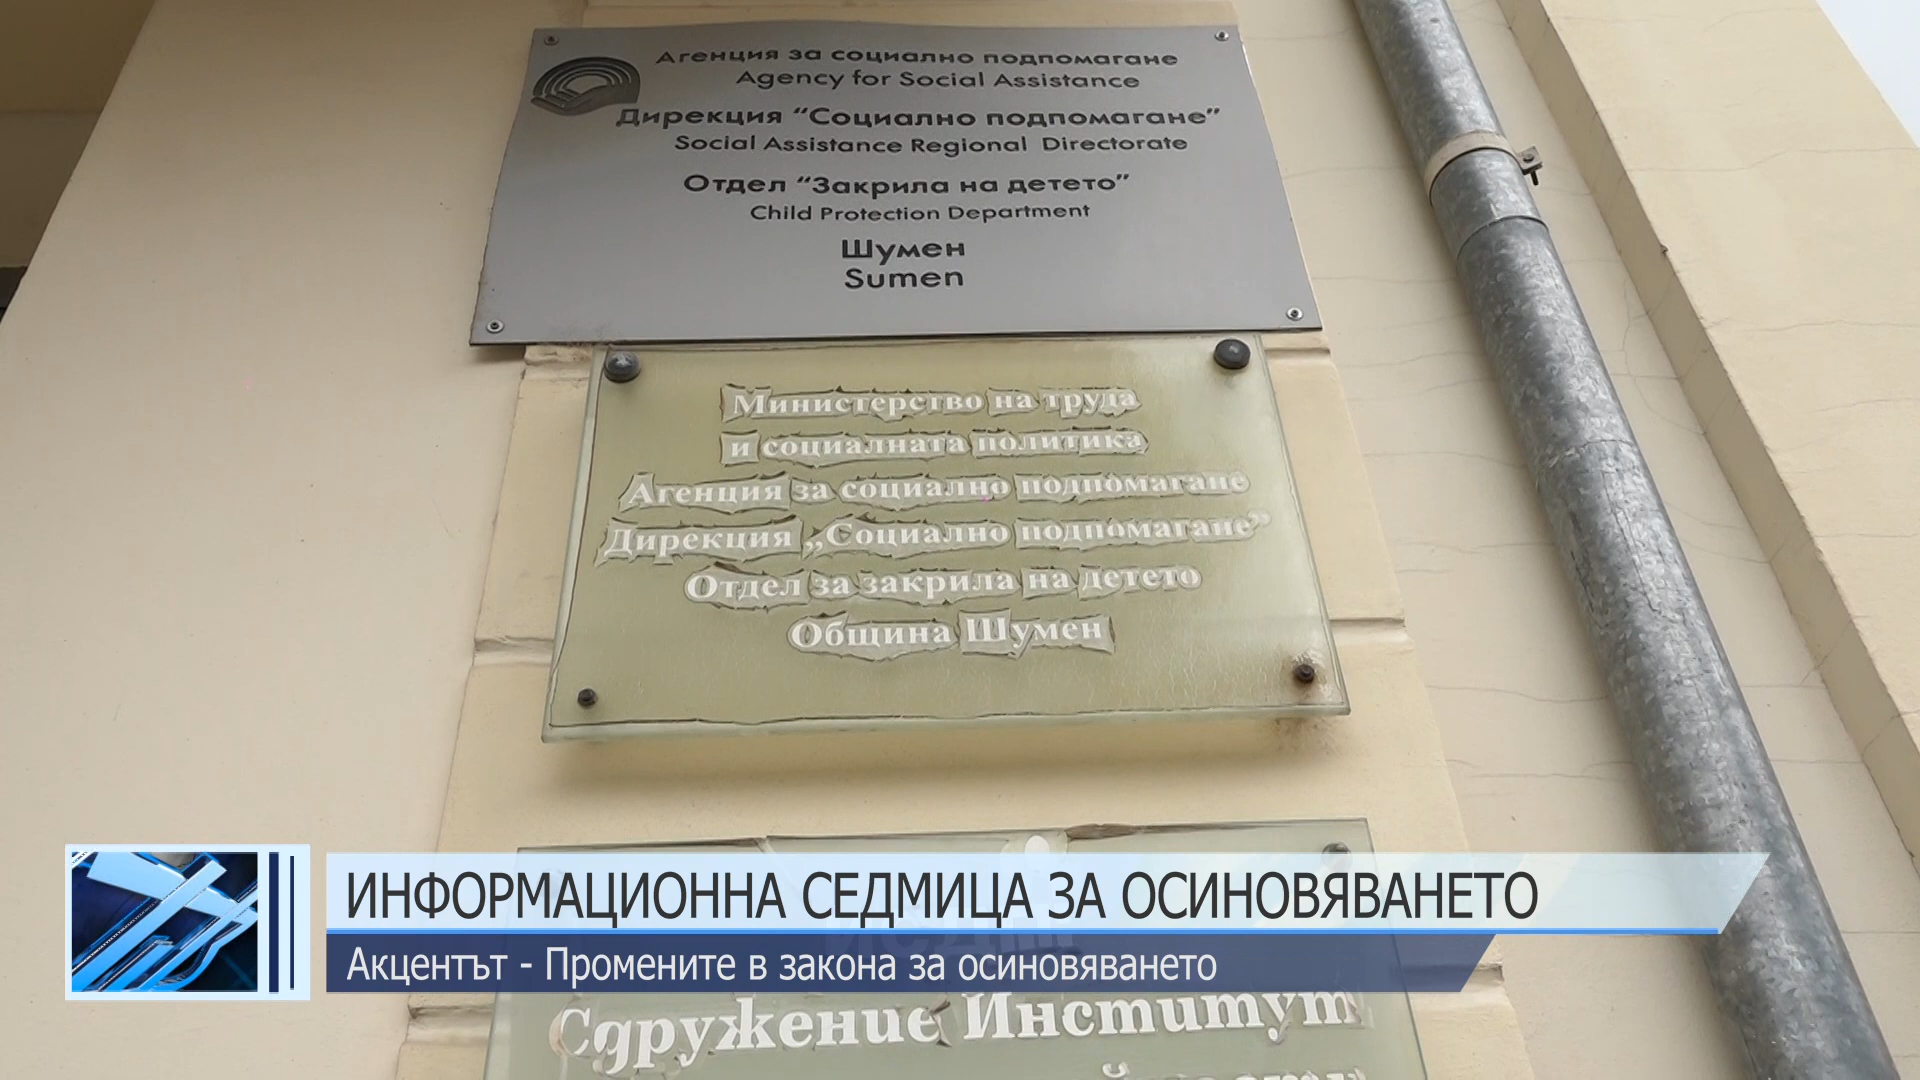 Агенция за социално подпомагане
Agency for Social Assistance
Дирекция “Социално подпомагане”
Social Assistance Regional Directorate
Отдел “Закрила на детето”
Child Protection Department
Шумен
Sumen
Министерство на труда
и социалната политика
Агенция за социално подпомагане
Дирекция „Социално подпомагане”
Отдел за закрила на детето
Община Шумен
ИНФОРМАЦИОННА СЕДМИЦА ЗА ОСИНОВЯВАНЕТО
Акцентът - Промените в закона за осиновяването
Сдружение Институт